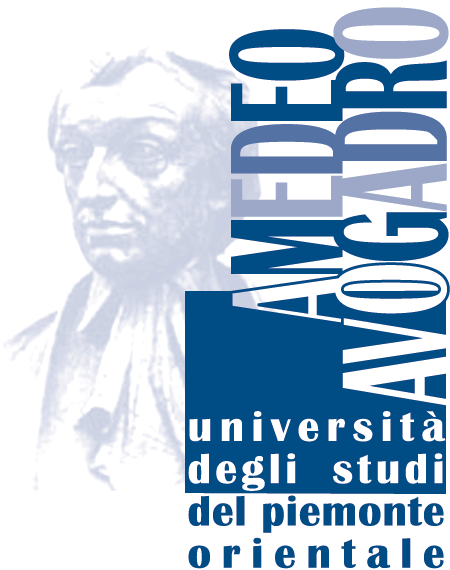 AMEDEO
AVOGADRO
università
degli studi
del piemonte
orientale